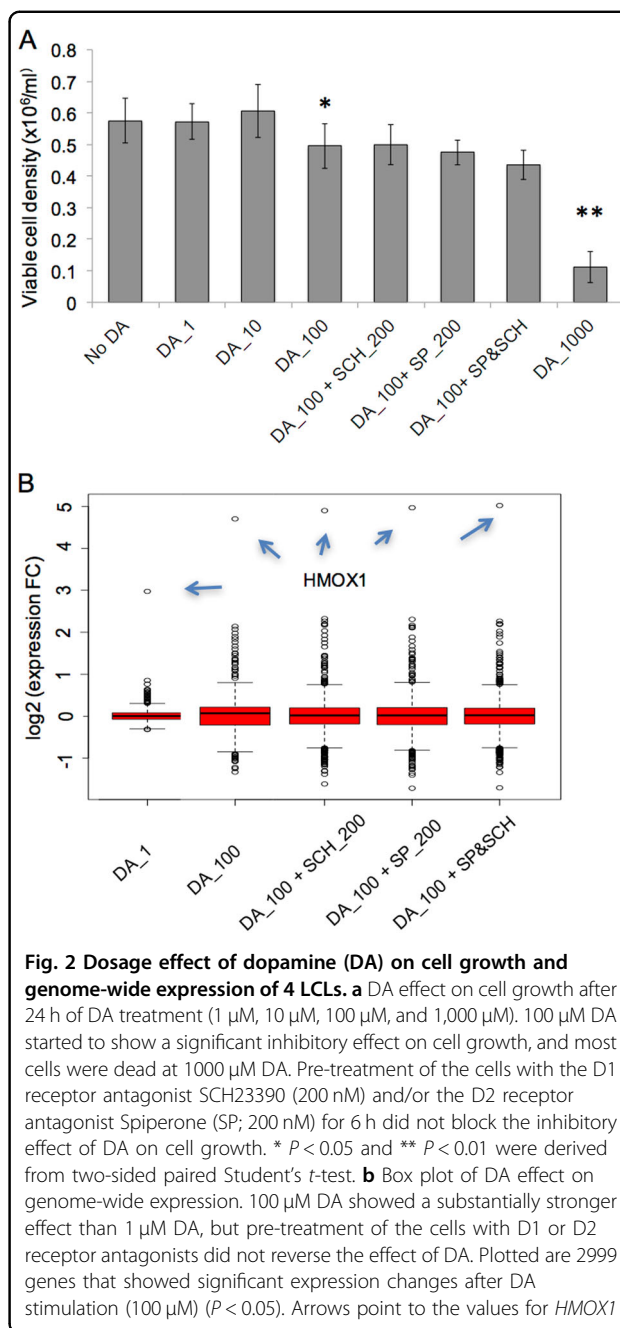 A
Viable cell density (x10⁶/ml)
0.8
0.7
0.6
0.5
0.4
0.3
0.2
0.1
0
*
**
No DA
DA_1
DA_10
DA_100
DA_100 + SCH_200
DA_100+ SP_200
DA_100+ SP&SCH
DA_1000
B
log2 (expression FC)
5
4
3
2
1
0
-1
HMOX1
DA_1
DA_100
DA_100 + SCH_200
DA_100 + SP_200
DA_100 + SP&SCH
Fig. 2 Dosage effect of dopamine (DA) on cell growth and
genome-wide expression of 4 LCLs. a DA effect on cell growth after
24 h of DA treatment (1 μM, 10 μM, 100 μM, and 1,000 μM). 100 μM DA
started to show a significant inhibitory effect on cell growth, and most
cells were dead at 1000 μM DA. Pre-treatment of the cells with the D1
receptor antagonist SCH23390 (200 nM) and/or the D2 receptor
antagonist Spiperone (SP; 200 nM) for 6 h did not block the inhibitory
effect of DA on cell growth. * P < 0.05 and ** P < 0.01 were derived
from two-sided paired Student's t-test. b Box plot of DA effect on
genome-wide expression. 100 μM DA showed a substantially stronger
effect than 1 μM DA, but pre-treatment of the cells with D1 or D2
receptor antagonists did not reverse the effect of DA. Plotted are 2999
genes that showed significant expression changes after DA
stimulation (100 μM) (P < 0.05). Arrows point to the values for HMOX1